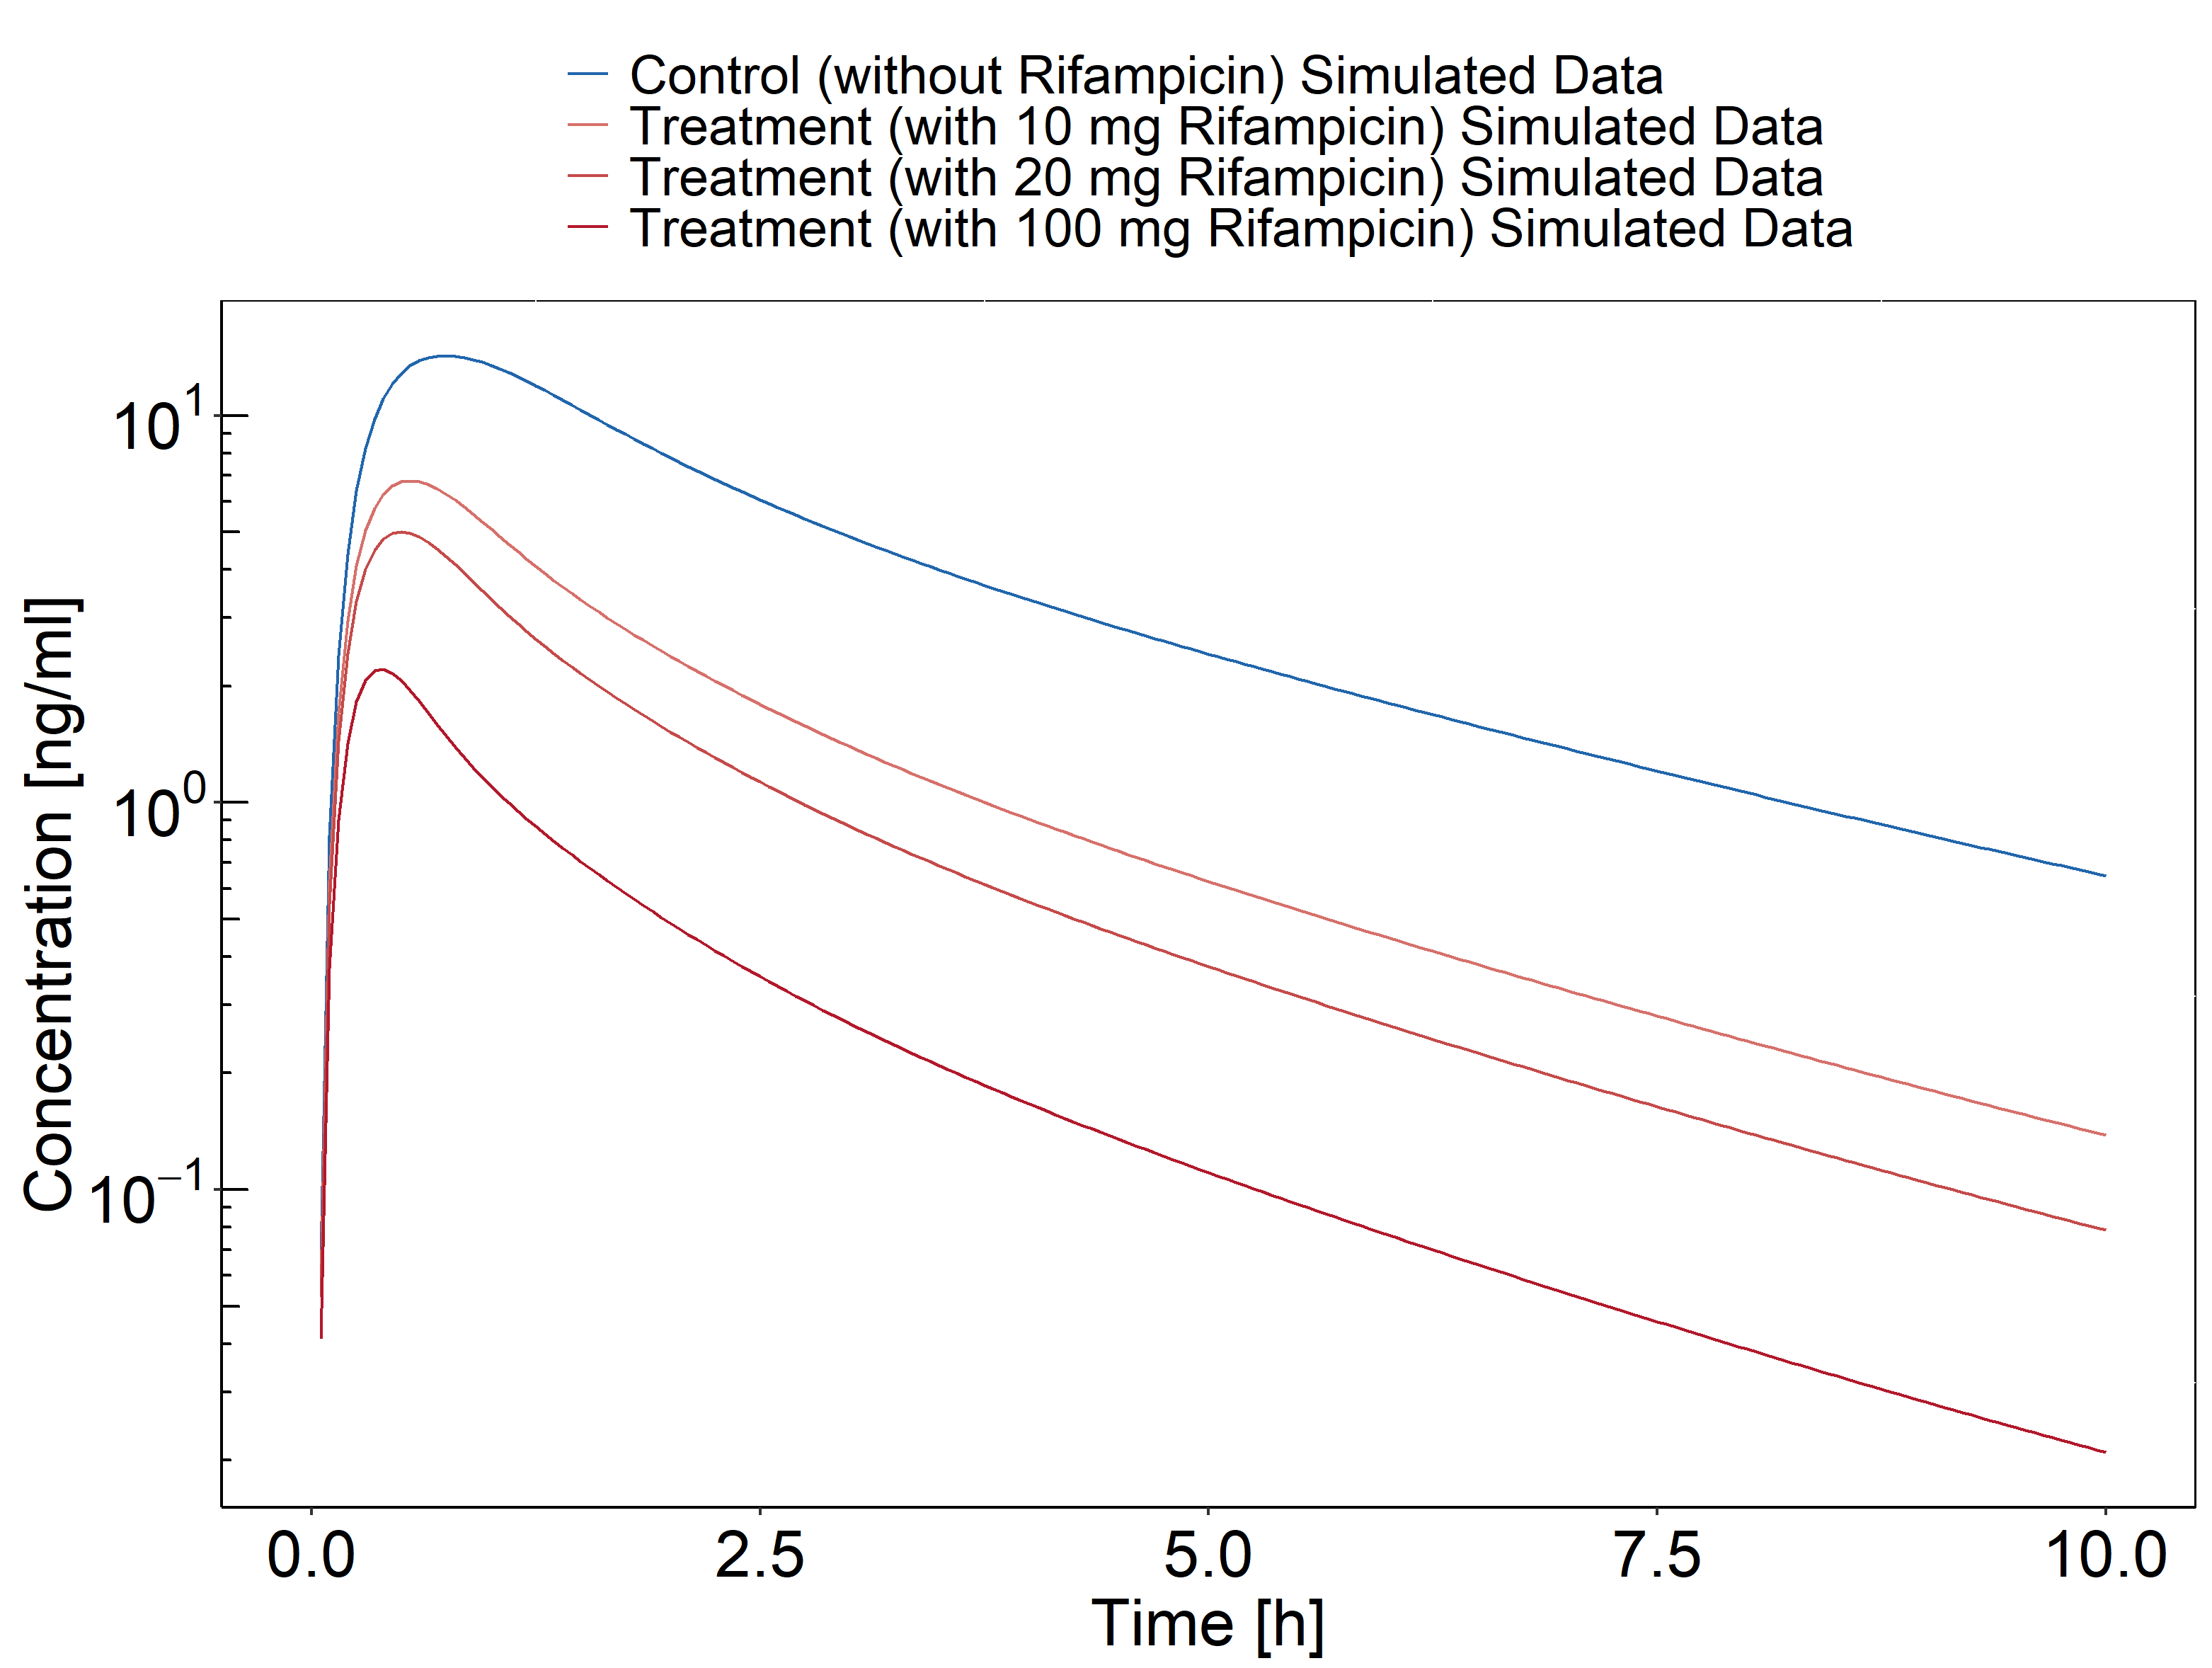 Control (without Rifampicin) Simulated Data
Treatment (with 10 mg Rifampicin) Simulated Data
Treatment (with 20 mg Rifampicin) Simulated Data
Treatment (with 100 mg Rifampicin) Simulated Data
Concentration [ng/ml]
10¹
10⁰
10⁻¹
0.0 2.5 5.0 7.5 10.0
Time [h]